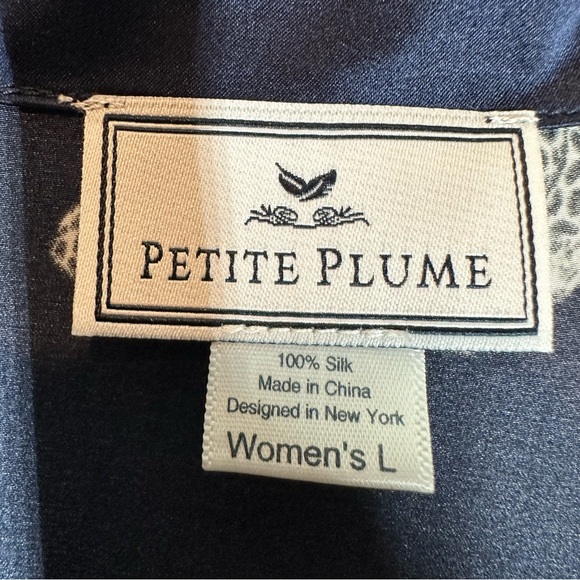 PETITE PLUME
100% Silk
Made in China
Designed in New York
Women's L